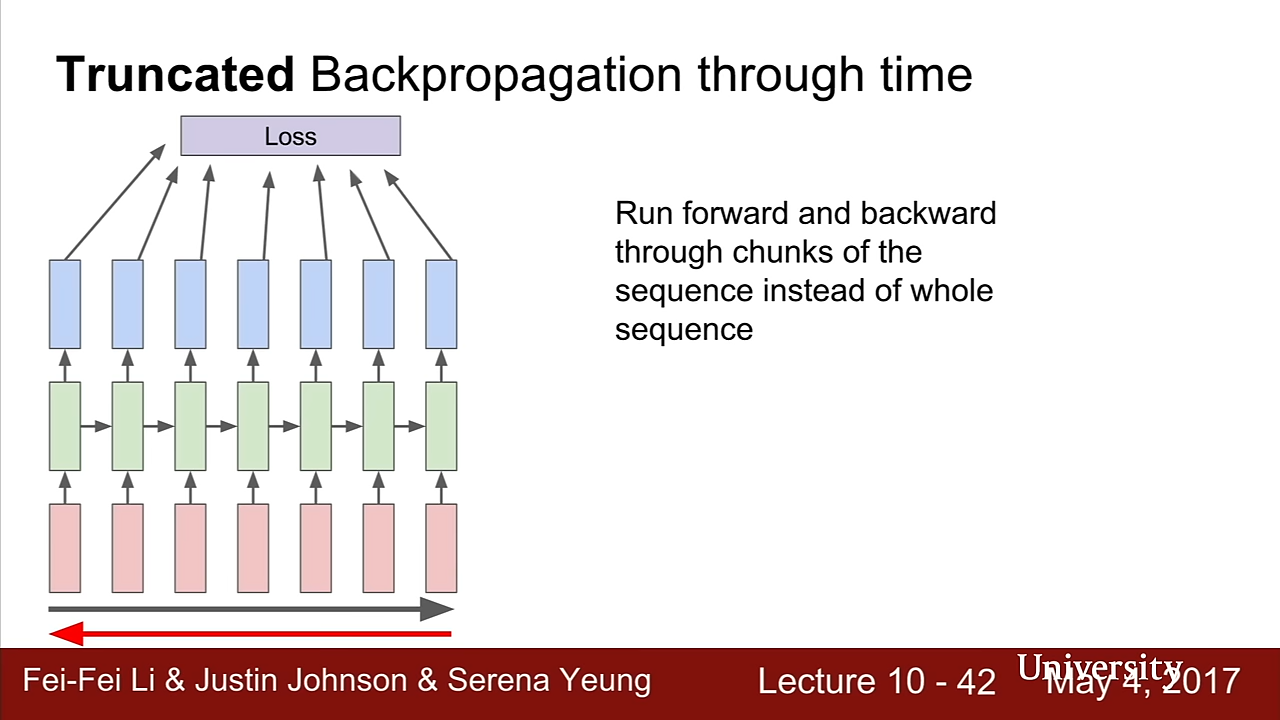 Truncated Backpropagation through time
Loss
Run forward and backward
through chunks of the
sequence instead of whole
sequence
Fei-Fei Li & Justin Johnson & Serena Yeung
Lecture 10 - 42
University
May 4, 2017